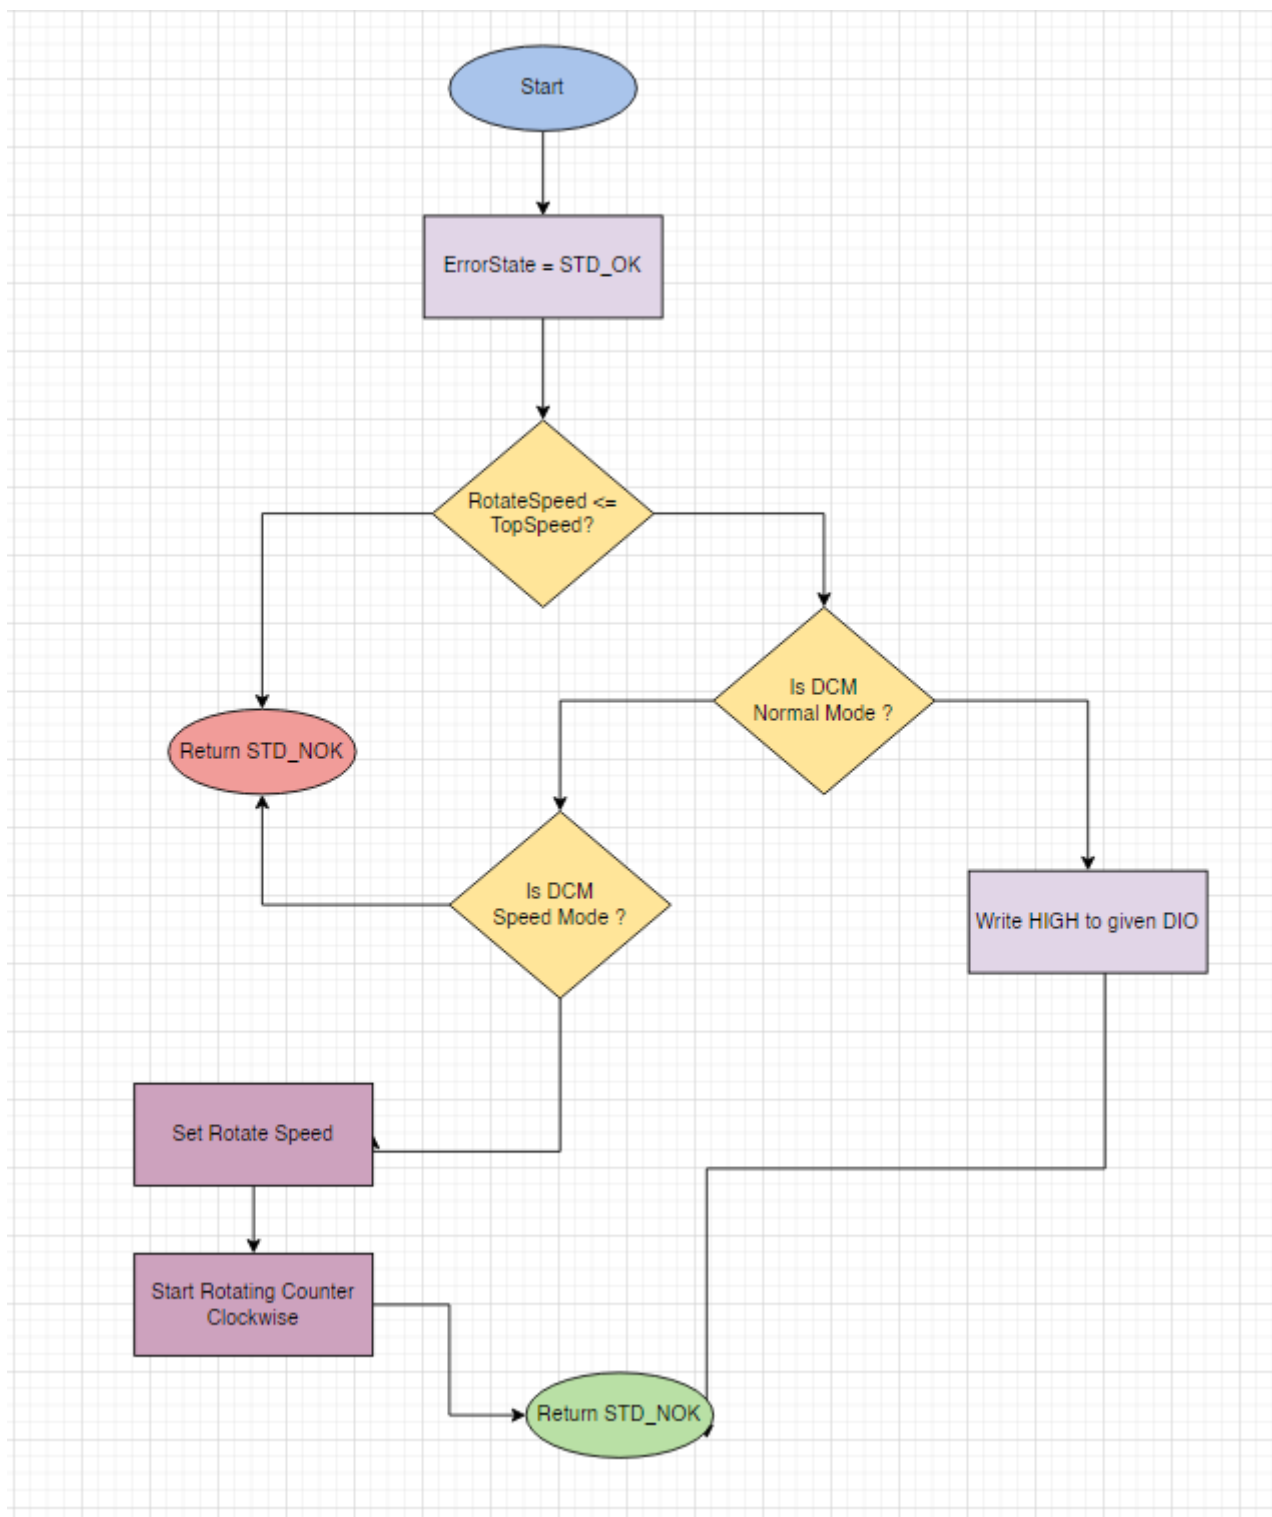 Start
ErrorState = STD_OK
RotateSpeed <=
TopSpeed?
Is DCM
Normal Mode ?
Return STD_NOK
Is DCM
Speed Mode ?
Write HIGH to given DIO
Set Rotate Speed
Start Rotating Counter
Clockwise
Return STD_NOK